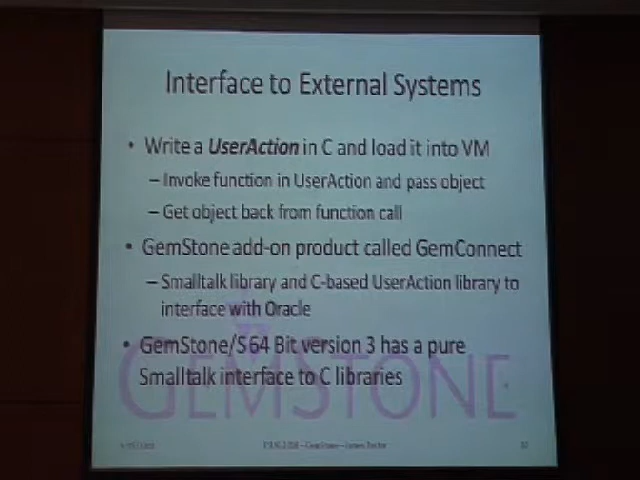 Interface to External Systems
• Write a UserAction in C and load it into VM
– Invoke function in UserAction and pass object
– Get object back from function call
• GemStone add-on product called GemConnect
– Smalltalk library and C-based UserAction library to
interface with Oracle
• GemStone/S 64 Bit version 3 has a pure
Smalltalk interface to C libraries
GEMSTONE